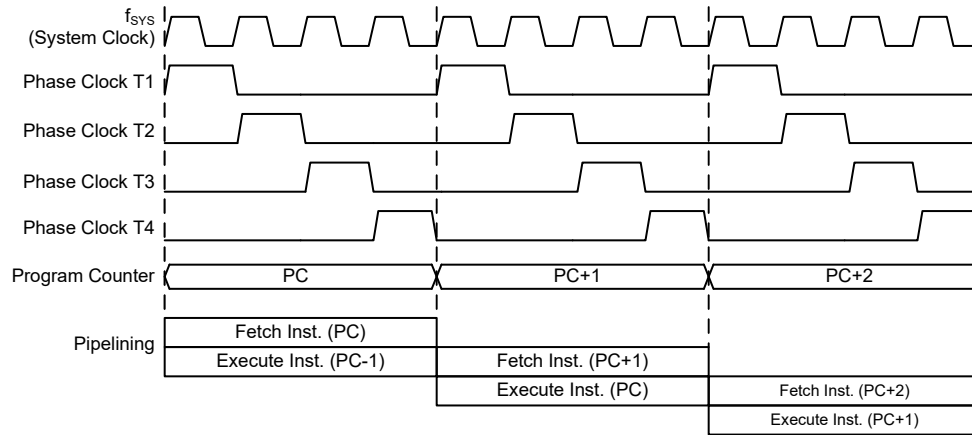 fSYS
(System Clock)
Phase Clock T1
Phase Clock T2
Phase Clock T3
Phase Clock T4
Program Counter PC PC+1 PC+2
Pipelining
Fetch Inst. (PC)
Execute Inst. (PC-1) Fetch Inst. (PC+1)
Execute Inst. (PC) Fetch Inst. (PC+2)
Execute Inst. (PC+1)